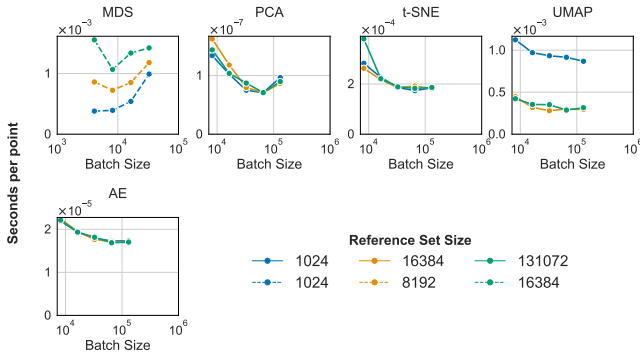 MDS
PCA
t-SNE
UMAP
×10⁻³
×10⁻⁷
×10⁻⁴
×10⁻³
1
0
1
0
2
0
1.0
0.5
0.0
10³ 10⁴ 10⁵
10⁴ 10⁵ 10⁶
10⁴ 10⁵ 10⁶
10⁴ 10⁵ 10⁶
Batch Size
Batch Size
Batch Size
Batch Size
Seconds per point
AE
×10⁻⁵
2
1
0
10⁴ 10⁵ 10⁶
Batch Size
Reference Set Size
1024 16384 131072
1024 8192 16384